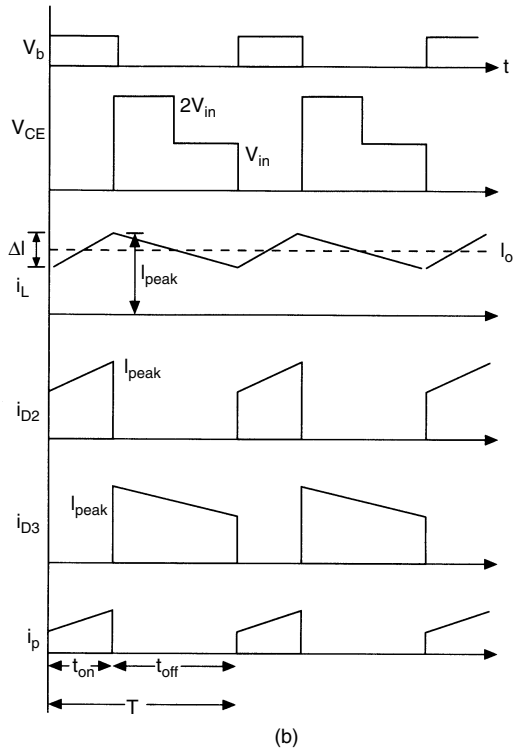 V_b
t
2V_in
V_CE
V_in
ΔI
I_o
I_peak
i_L
I_peak
i_D2
I_peak
i_D3
i_p
t_on
t_off
T
(b)